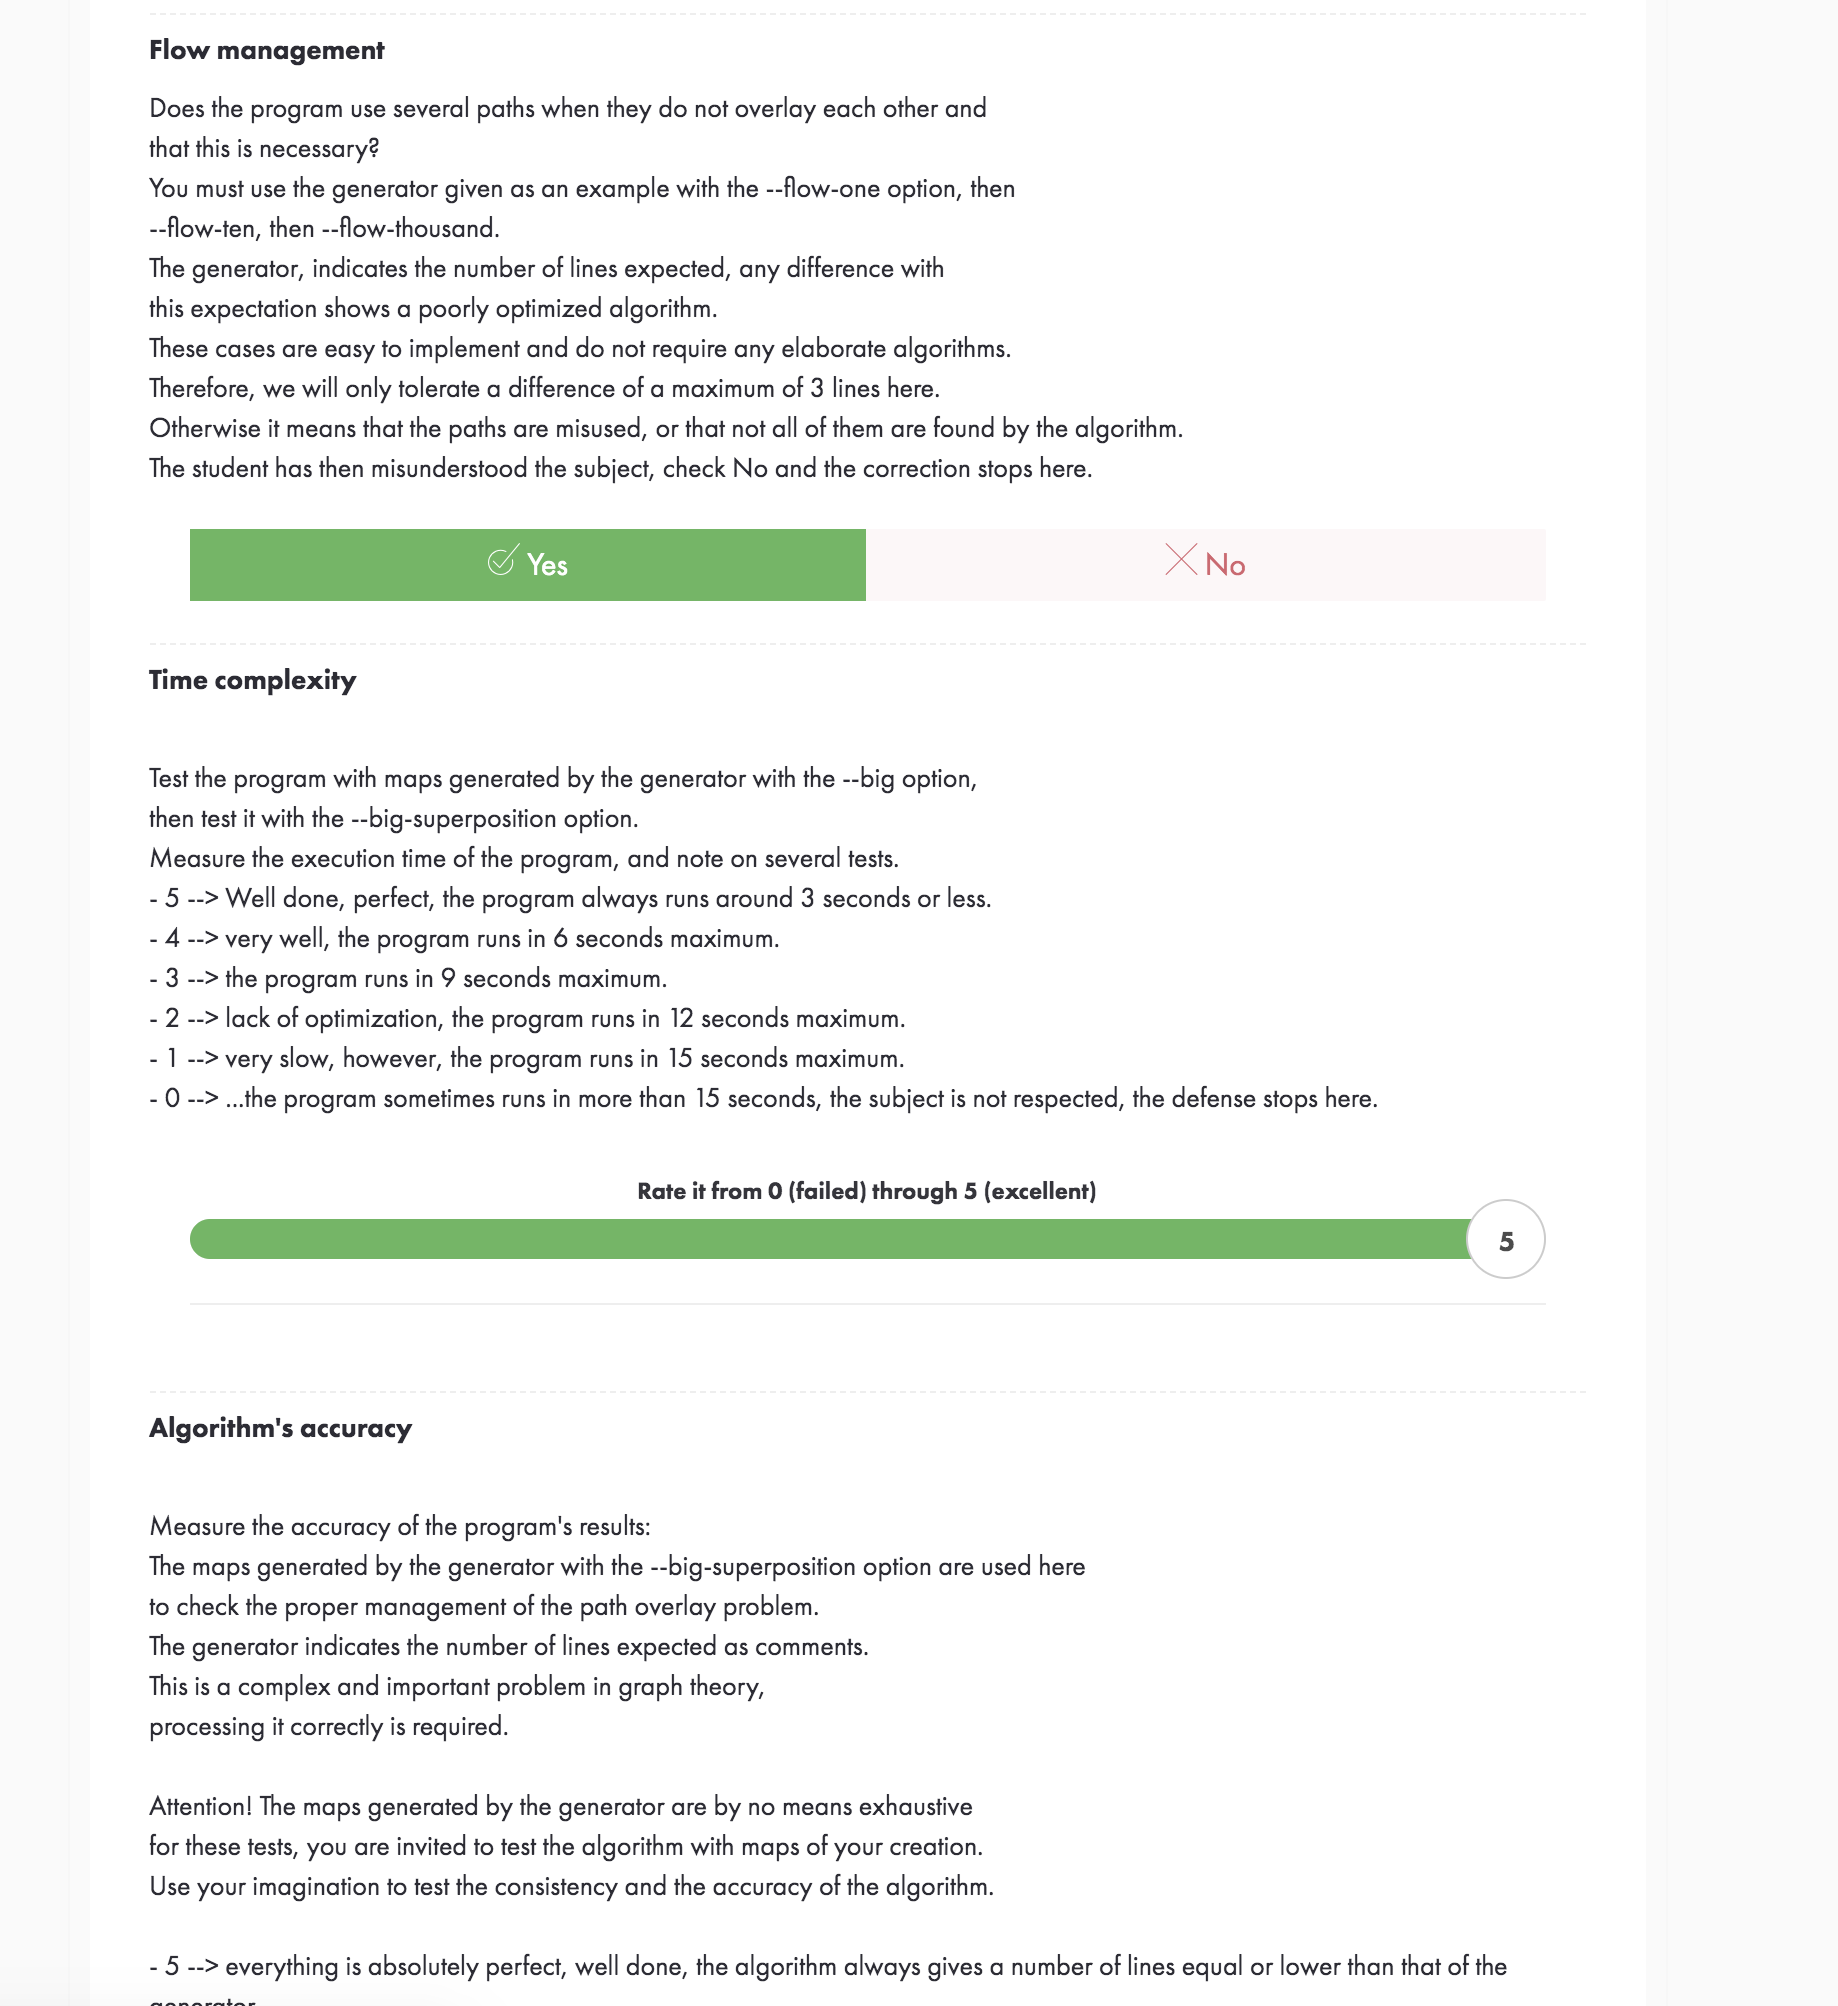 Flow management
Does the program use several paths when they do not overlay each other and
that this is necessary?
You must use the generator given as an example with the --flow-one option, then
--flow-ten, then --flow-thousand.
The generator, indicates the number of lines expected, any difference with
this expectation shows a poorly optimized algorithm.
These cases are easy to implement and do not require any elaborate algorithms.
Therefore, we will only tolerate a difference of a maximum of 3 lines here.
Otherwise it means that the paths are misused, or that not all of them are found by the algorithm.
The student has then misunderstood the subject, check No and the correction stops here.
Yes
No
Time complexity
Test the program with maps generated by the generator with the --big option,
then test it with the --big-superposition option.
Measure the execution time of the program, and note on several tests.
- 5 --> Well done, perfect, the program always runs around 3 seconds or less.
- 4 --> very well, the program runs in 6 seconds maximum.
- 3 --> the program runs in 9 seconds maximum.
- 2 --> lack of optimization, the program runs in 12 seconds maximum.
- 1 --> very slow, however, the program runs in 15 seconds maximum.
- 0 --> ...the program sometimes runs in more than 15 seconds, the subject is not respected, the defense stops here.
Rate it from 0 (failed) through 5 (excellent)
5
Algorithm's accuracy
Measure the accuracy of the program's results:
The maps generated by the generator with the --big-superposition option are used here
to check the proper management of the path overlay problem.
The generator indicates the number of lines expected as comments.
This is a complex and important problem in graph theory,
processing it correctly is required.
Attention! The maps generated by the generator are by no means exhaustive
for these tests, you are invited to test the algorithm with maps of your creation.
Use your imagination to test the consistency and the accuracy of the algorithm.
- 5 --> everything is absolutely perfect, well done, the algorithm always gives a number of lines equal or lower than that of the